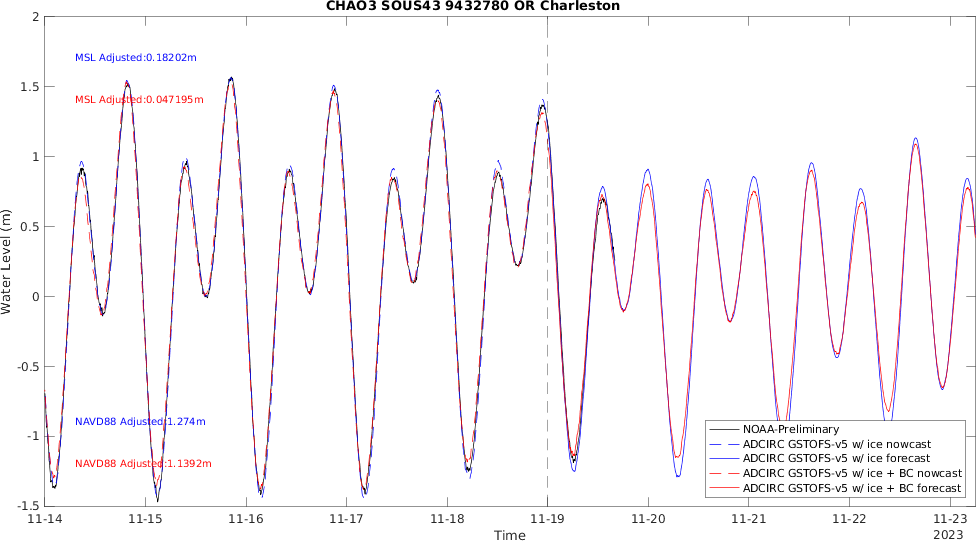 CHAO3 SOUS43 9432780 OR Charleston
2
1.5
1
0.5
0
-0.5
-1
-1.5
Water Level (m)
MSL Adjusted:0.18202m
MSL Adjusted:0.047195m
NAVD88 Adjusted:1.274m
NAVD88 Adjusted:1.1392m
NOAA-Preliminary
ADCIRC GSTOFS-v5 w/ ice nowcast
ADCIRC GSTOFS-v5 w/ ice forecast
ADCIRC GSTOFS-v5 w/ ice + BC nowcast
ADCIRC GSTOFS-v5 w/ ice + BC forecast
11-14 11-15 11-16 11-17 11-18 11-19 11-20 11-21 11-22 11-23
2023
Time